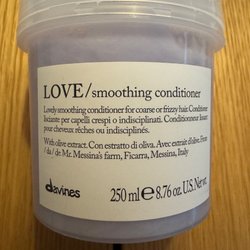 LOVE/smoothing conditioner
Lovely smoothing conditioner for coarse or frizzy hair. Conditioner
lisciante per capelli crespi o indisciplinati. Conditionneur lissant
pour cheveux rêches ou indisciplinés.
With olive extract. Con estratto di oliva. Avec extrait d'olive. From
/ da / de Mr. Messina's farm, Ficarra, Messina, Italy
davines
250 ml e 8.76 oz. U.S. Net wt.